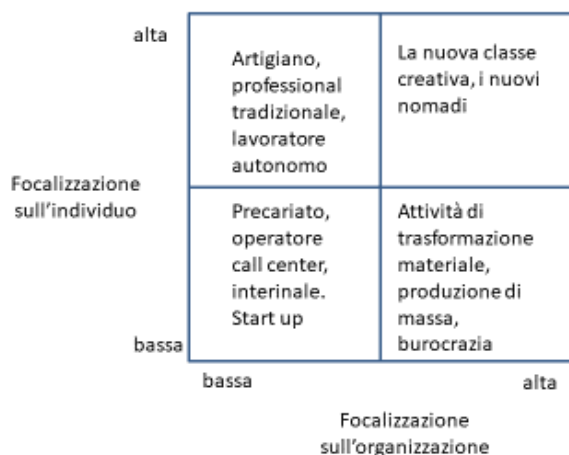 alta
Artigiano,
professional
tradizionale,
lavoratore
autonomo
La nuova classe
creativa, i nuovi
nomadi
Focalizzazione
sull'individuo
Precariato,
operatore
call center,
interinale.
Start up
Attività di
trasformazione
materiale,
produzione di
massa,
burocrazia
bassa
bassa
alta
Focalizzazione
sull'organizzazione